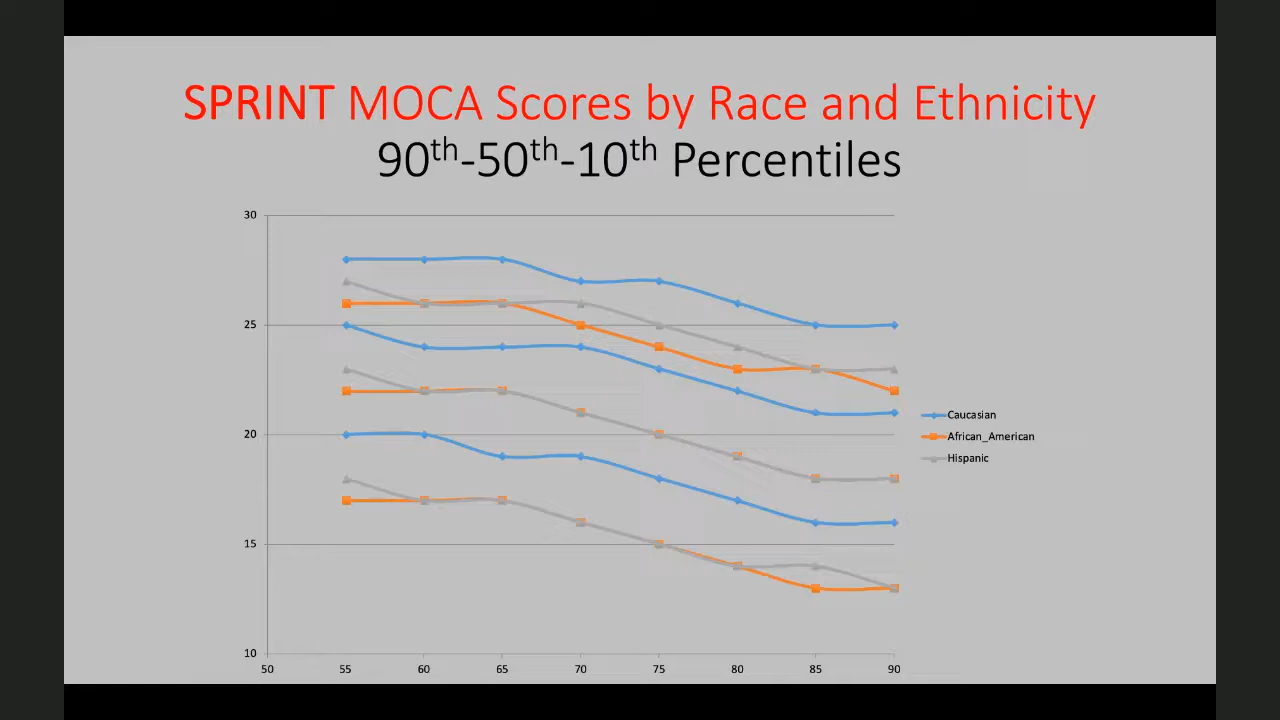 SPRINT MOCA Scores by Race and Ethnicity
90th-50th-10th Percentiles
30
25
20
15
10
50 55 60 65 70 75 80 85 90
Caucasian
African_American
Hispanic